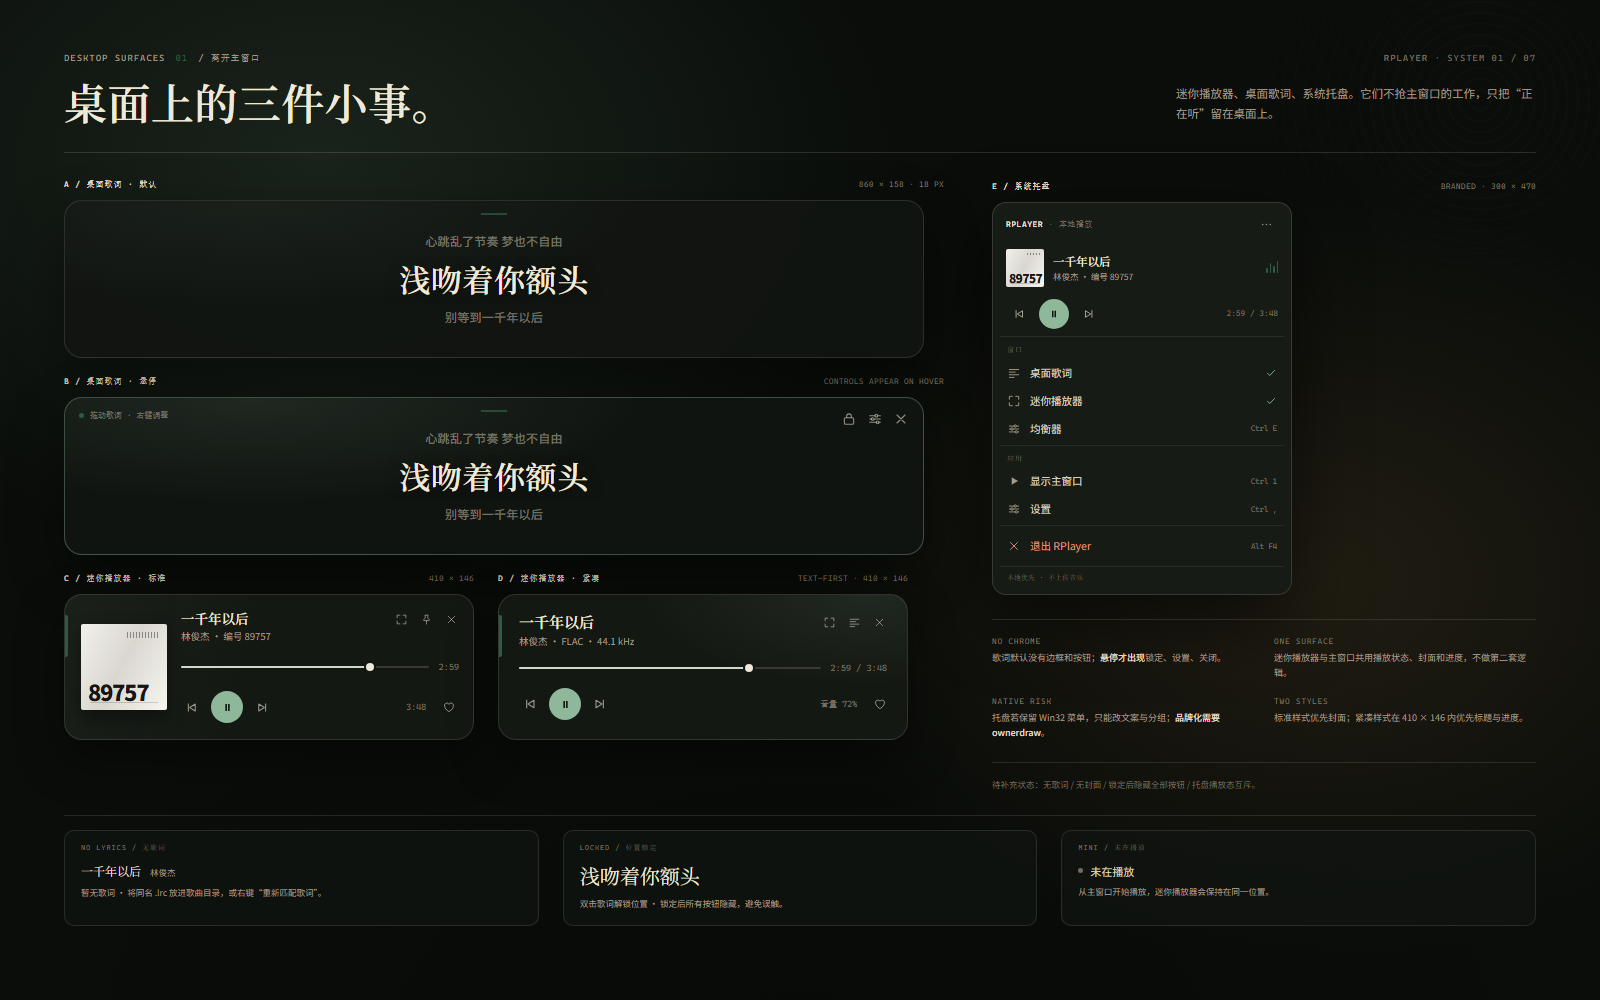 DESKTOP SURFACES 01 / 离开主窗口
RPLAYER · SYSTEM 01 / 07
桌面上的三件小事。
迷你播放器、桌面歌词、系统托盘。它们不抢主窗口的工作，只把“正
在听”留在桌面上。
A / 桌面歌词 · 默认
860 × 158 · 18 PX
心跳乱了节奏 梦也不自由
浅吻着你额头
别等到一千年以后
B / 桌面歌词 · 悬停
CONTROLS APPEAR ON HOVER
拖动歌词 · 右键调整
心跳乱了节奏 梦也不自由
浅吻着你额头
别等到一千年以后
C / 迷你播放器 · 标准
410 × 146
89757
一千年以后
林俊杰 · 编号 89757
2:59
3:48
D / 迷你播放器 · 紧凑
TEXT-FIRST · 410 × 146
一千年以后
林俊杰 · FLAC · 44.1 kHz
2:59 / 3:48
音量 72%
E / 系统托盘
BRANDED · 300 × 470
RPLAYER · 本地播放
89757
一千年以后
林俊杰 · 编号 89757
2:59 / 3:48
窗口
桌面歌词
迷你播放器
均衡器 Ctrl E
应用
显示主窗口 Ctrl 1
设置 Ctrl ,
退出 RPlayer Alt F4
本地优先 · 不上传音乐
NO CHROME
歌词默认没有边框和按钮；悬停才出现锁定、设置、关闭。
ONE SURFACE
迷你播放器与主窗口共用播放状态、封面和进度，不做第二套逻
辑。
NATIVE RISK
托盘若保留 Win32 菜单，只能改文案与分组；品牌化需要
ownerdraw。
TWO STYLES
标准样式优先封面；紧凑样式在 410 × 146 内优先标题与进度。
待补充状态：无歌词 / 无封面 / 锁定后隐藏全部按钮 / 托盘播放态互斥。
NO LYRICS / 无歌词
一千年以后 林俊杰
暂无歌词 · 将同名 .lrc 放进歌曲目录，或右键“重新匹配歌词”。
LOCKED / 位置锁定
浅吻着你额头
双击歌词解锁位置 · 锁定后所有按钮隐藏，避免误触。
MINI / 未在播放
未在播放
从主窗口开始播放，迷你播放器会保持在同一位置。